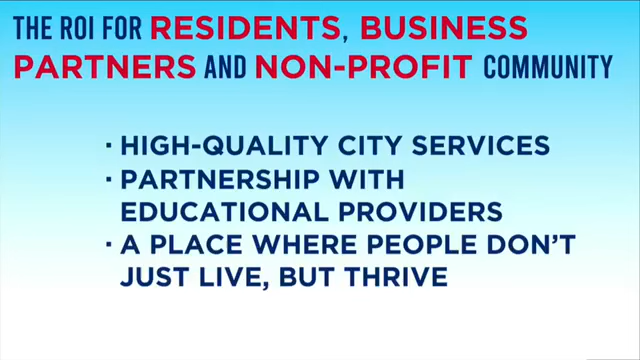 THE ROI FOR RESIDENTS, BUSINESS
PARTNERS AND NON-PROFIT COMMUNITY
· HIGH-QUALITY CITY SERVICES
· PARTNERSHIP WITH
EDUCATIONAL PROVIDERS
· A PLACE WHERE PEOPLE DON'T
JUST LIVE, BUT THRIVE